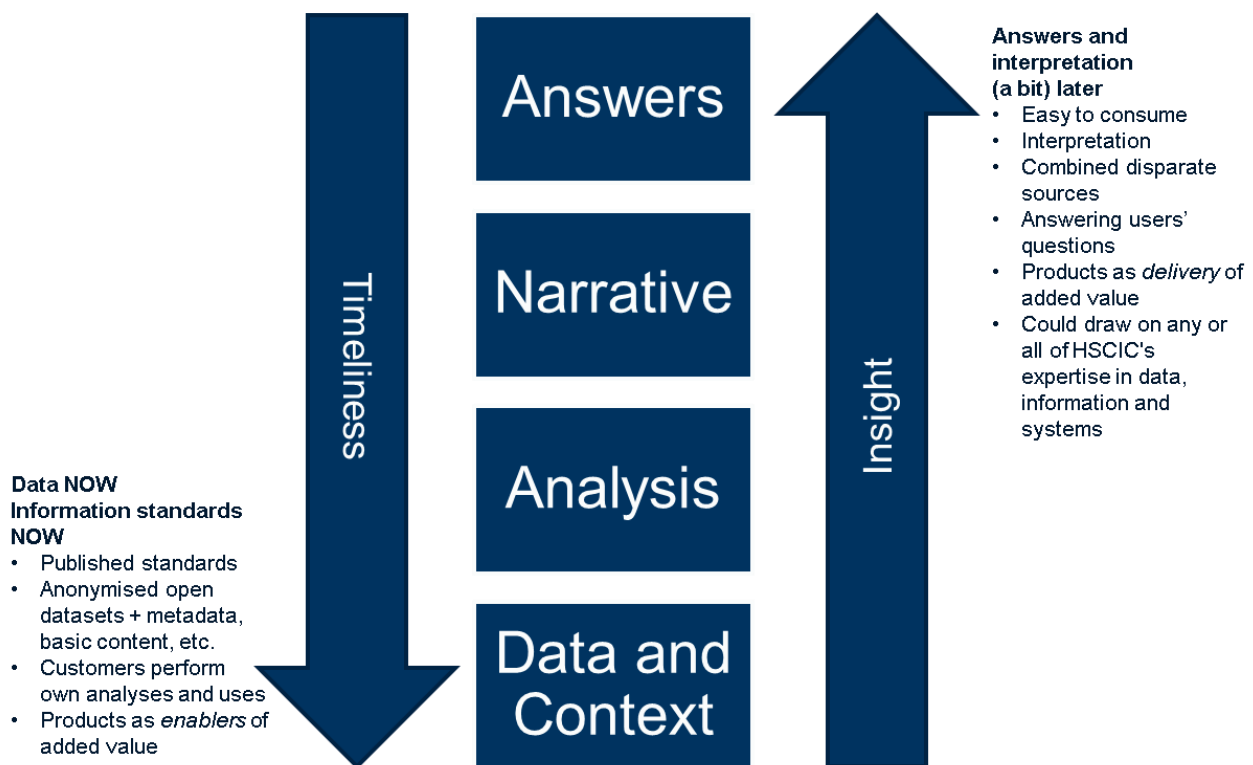 Answers
Narrative
Analysis
Data and
Context
Timeliness
Insight
Answers and
interpretation
(a bit) later
• Easy to consume
• Interpretation
• Combined disparate
sources
• Answering users’
questions
• Products as delivery of
added value
• Could draw on any or
all of HSCIC's
expertise in data,
information and
systems
Data NOW
Information standards
NOW
• Published standards
• Anonymised open
datasets + metadata,
basic content, etc.
• Customers perform
own analyses and uses
• Products as enablers of
added value